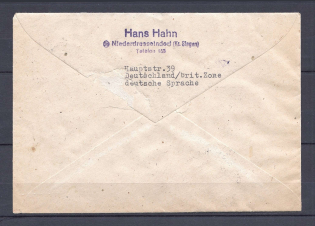 Hans Hahn
Niederdresselndorf (Kr. Siegen)
Telefon
Hauptstr.39
Deutschland/Brit.Zone
deutsche Sprache